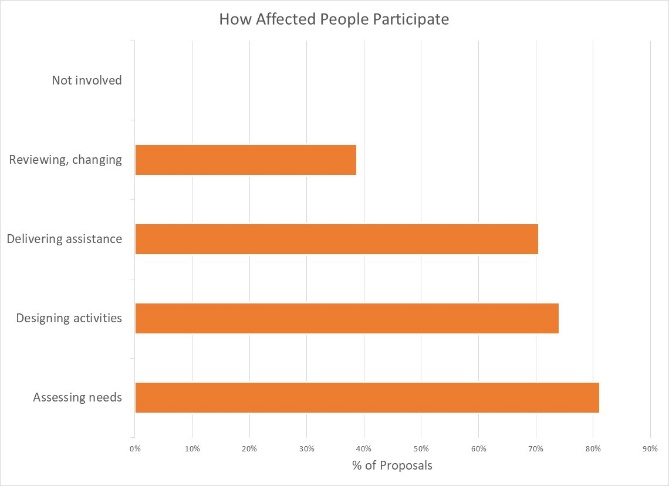 How Affected People Participate
Not involved
Reviewing, changing
Delivering assistance
Designing activities
Assessing needs
0% 10% 20% 30% 40% 50% 60% 70% 80% 90%
% of Proposals